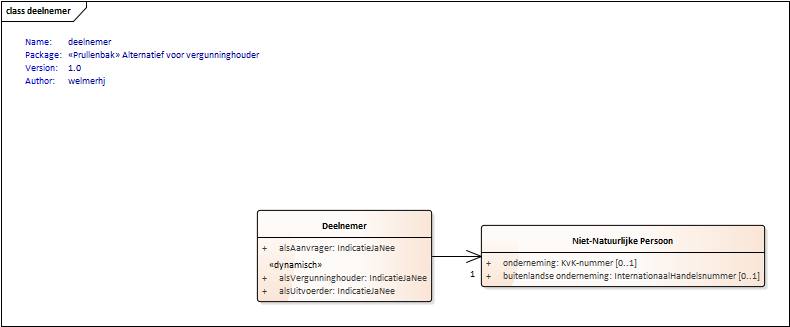 class deelnemer
Name: deelnemer
Package: «Prullenbak» Alternatief voor vergunninghouder
Version: 1.0
Author: welmerhj
Deelnemer
+ alsAanvrager: IndicatieJaNee
«dynamisch»
+ alsVergunninghouder: IndicatieJaNee
+ alsUitvoerder: IndicatieJaNee
1
Niet-Natuurlijke Persoon
+ onderneming: KvK-nummer [0..1]
+ buitenlandse onderneming: InternationaalHandelsnummer [0..1]